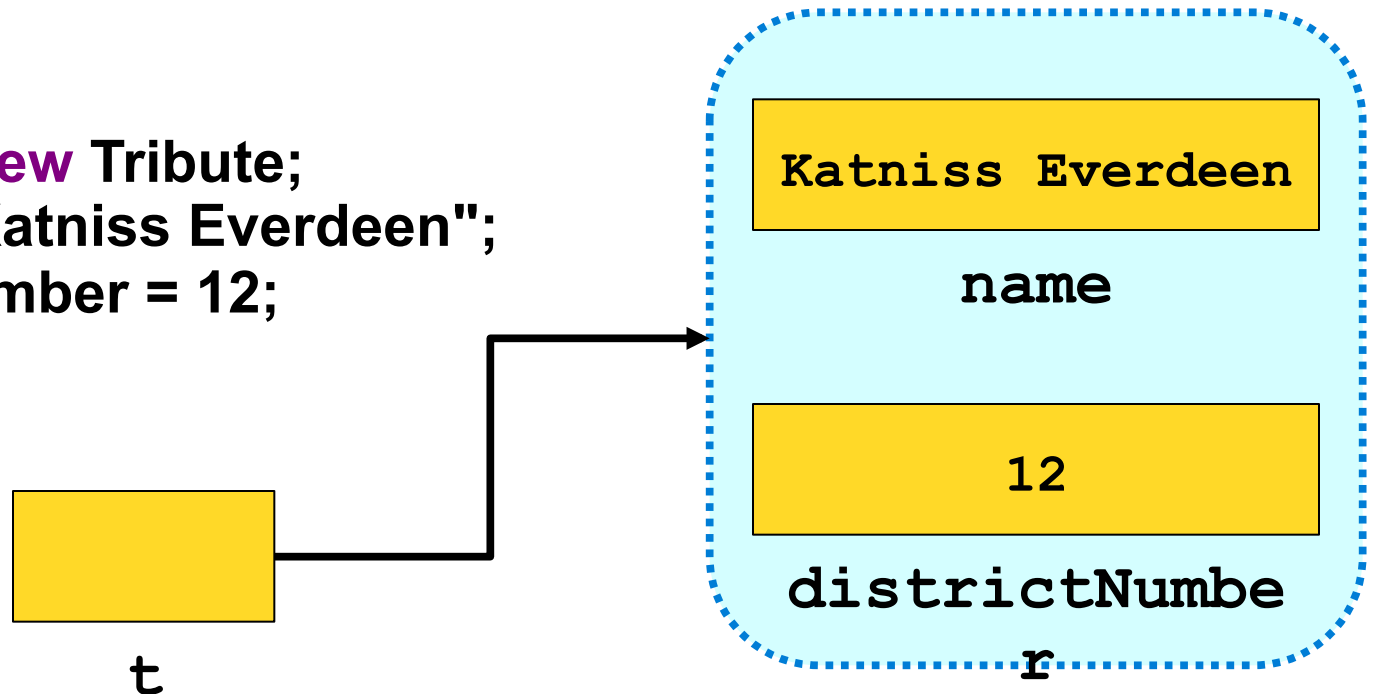 ew Tribute;
atniss Everdeen";
mber = 12;
Katniss Everdeen
name
12
districtNumbe
r
t